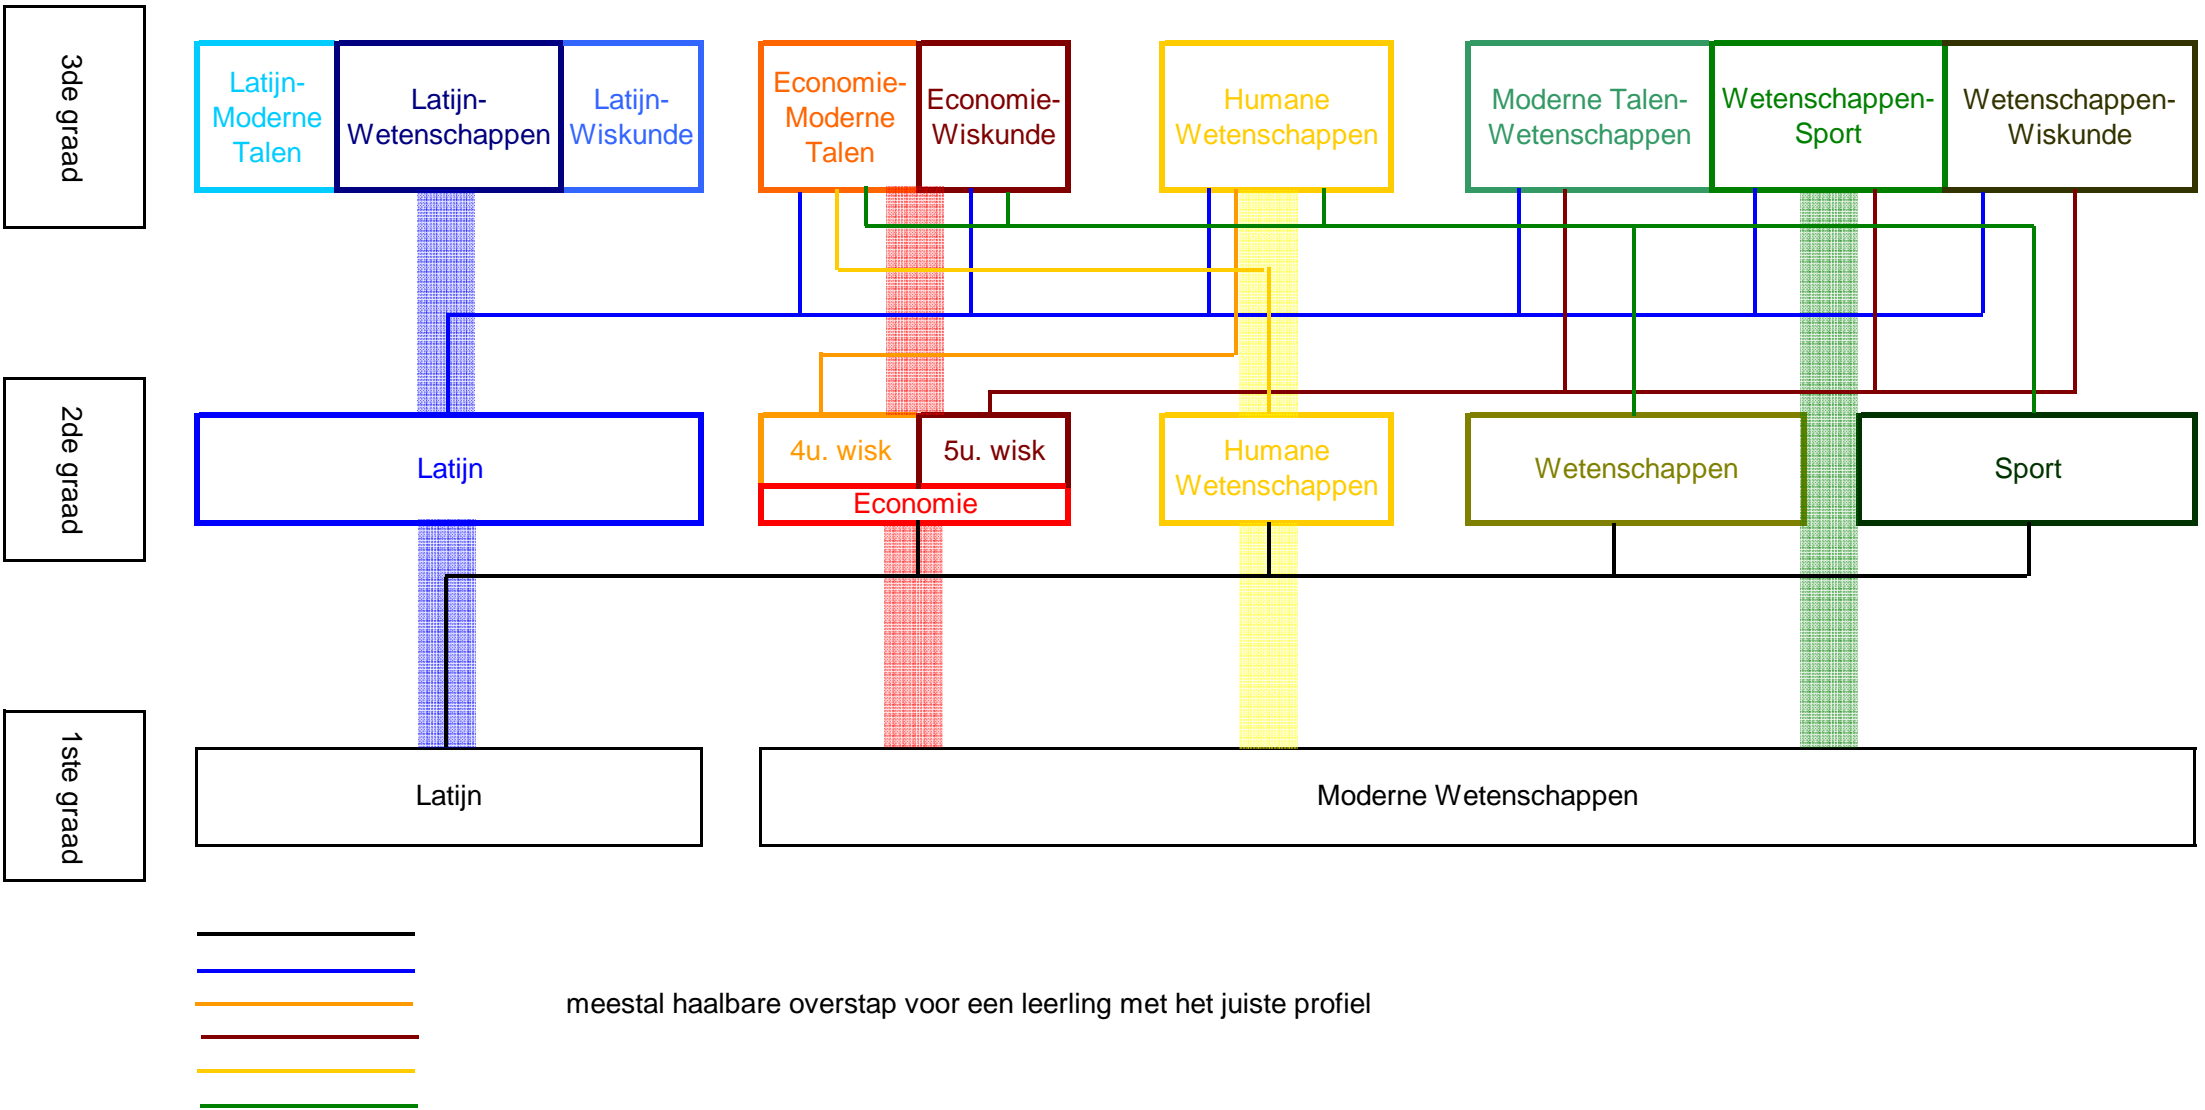 3de graad
Latijn-
Moderne
Talen
Latijn-
Wetenschappen
Latijn-
Wiskunde
Economie-
Moderne
Talen
Economie-
Wiskunde
Humane
Wetenschappen
Moderne Talen-
Wetenschappen
Wetenschappen-
Sport
Wetenschappen-
Wiskunde
2de graad
Latijn
4u. wisk
5u. wisk
Economie
Humane
Wetenschappen
Wetenschappen
Sport
1ste graad
Latijn
Moderne Wetenschappen
meestal haalbare overstap voor een leerling met het juiste profiel